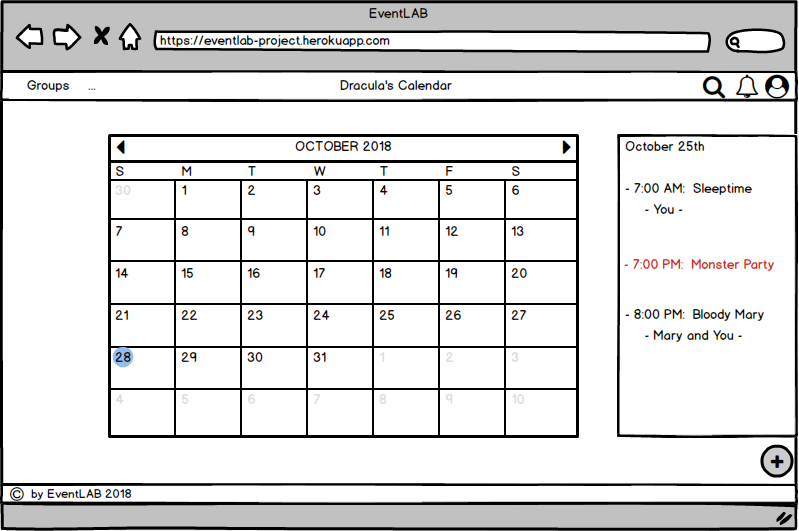 EventLAB
https://eventlab-project.herokuapp.com
Groups ... Dracula's Calendar
OCTOBER 2018
S M T W T F S
30 1 2 3 4 5 6
7 8 9 10 11 12 13
14 15 16 17 18 19 20
21 22 23 24 25 26 27
28 29 30 31 1 2 3
4 5 6 7 8 9 10
October 25th
- 7:00 AM: Sleeptime
- You -
- 7:00 PM: Monster Party
- 8:00 PM: Bloody Mary
- Mary and You -
© by EventLAB 2018